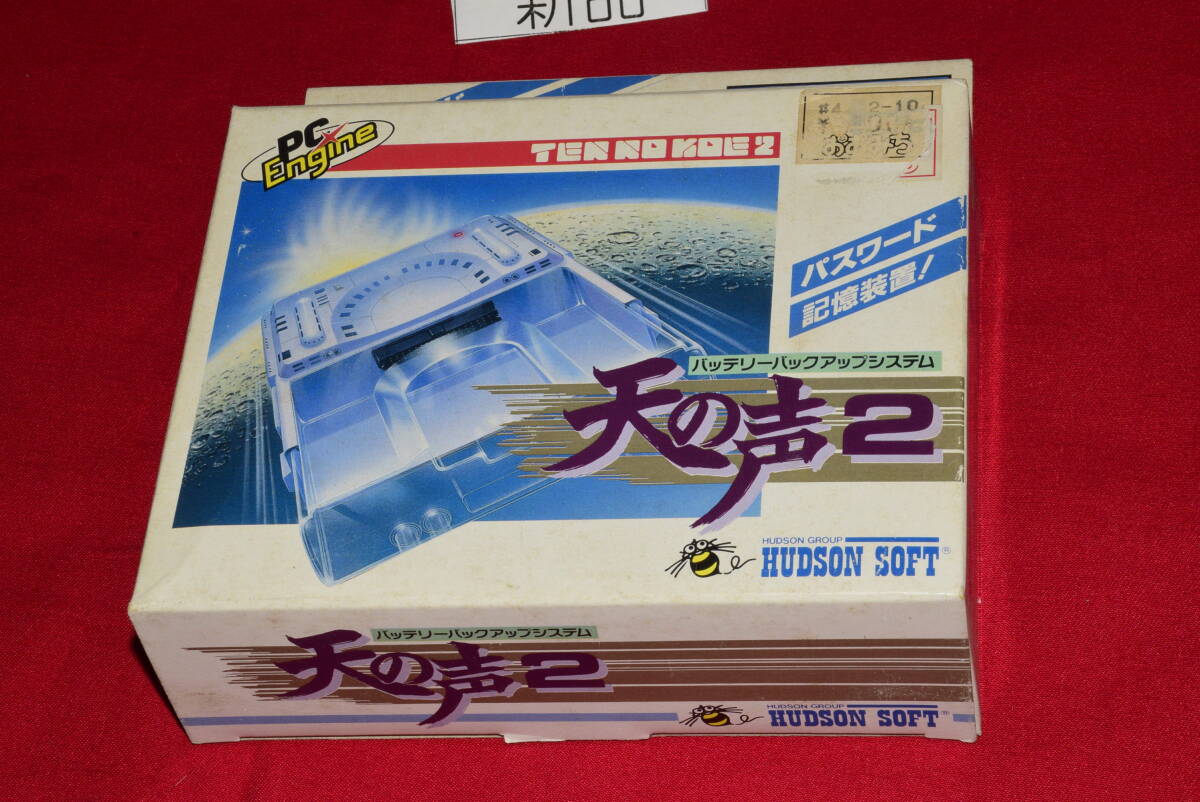 PC Engine
TEN NO KOE 2
パスワード
記憶装置!
バッテリーバックアップシステム
天の声2
HUDSON GROUP
HUDSON SOFT®
バッテリーバックアップシステム
天の声2
HUDSON GROUP
HUDSON SOFT®